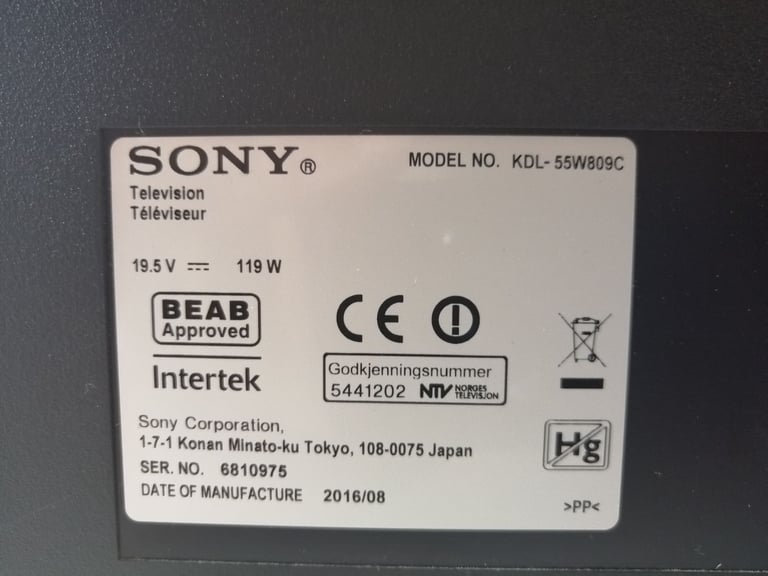 SONY® MODEL NO. KDL-55W809C
Television
Téléviseur
19.5 V ⎓ 119 W
BEAB
Approved
Intertek
CE
Godkjenningsnummer
5441202 NTV NORGES TELEVISJON
Hg
Sony Corporation,
1-7-1 Konan Minato-ku Tokyo, 108-0075 Japan
SER. NO. 6810975
DATE OF MANUFACTURE 2016/08
>PP<